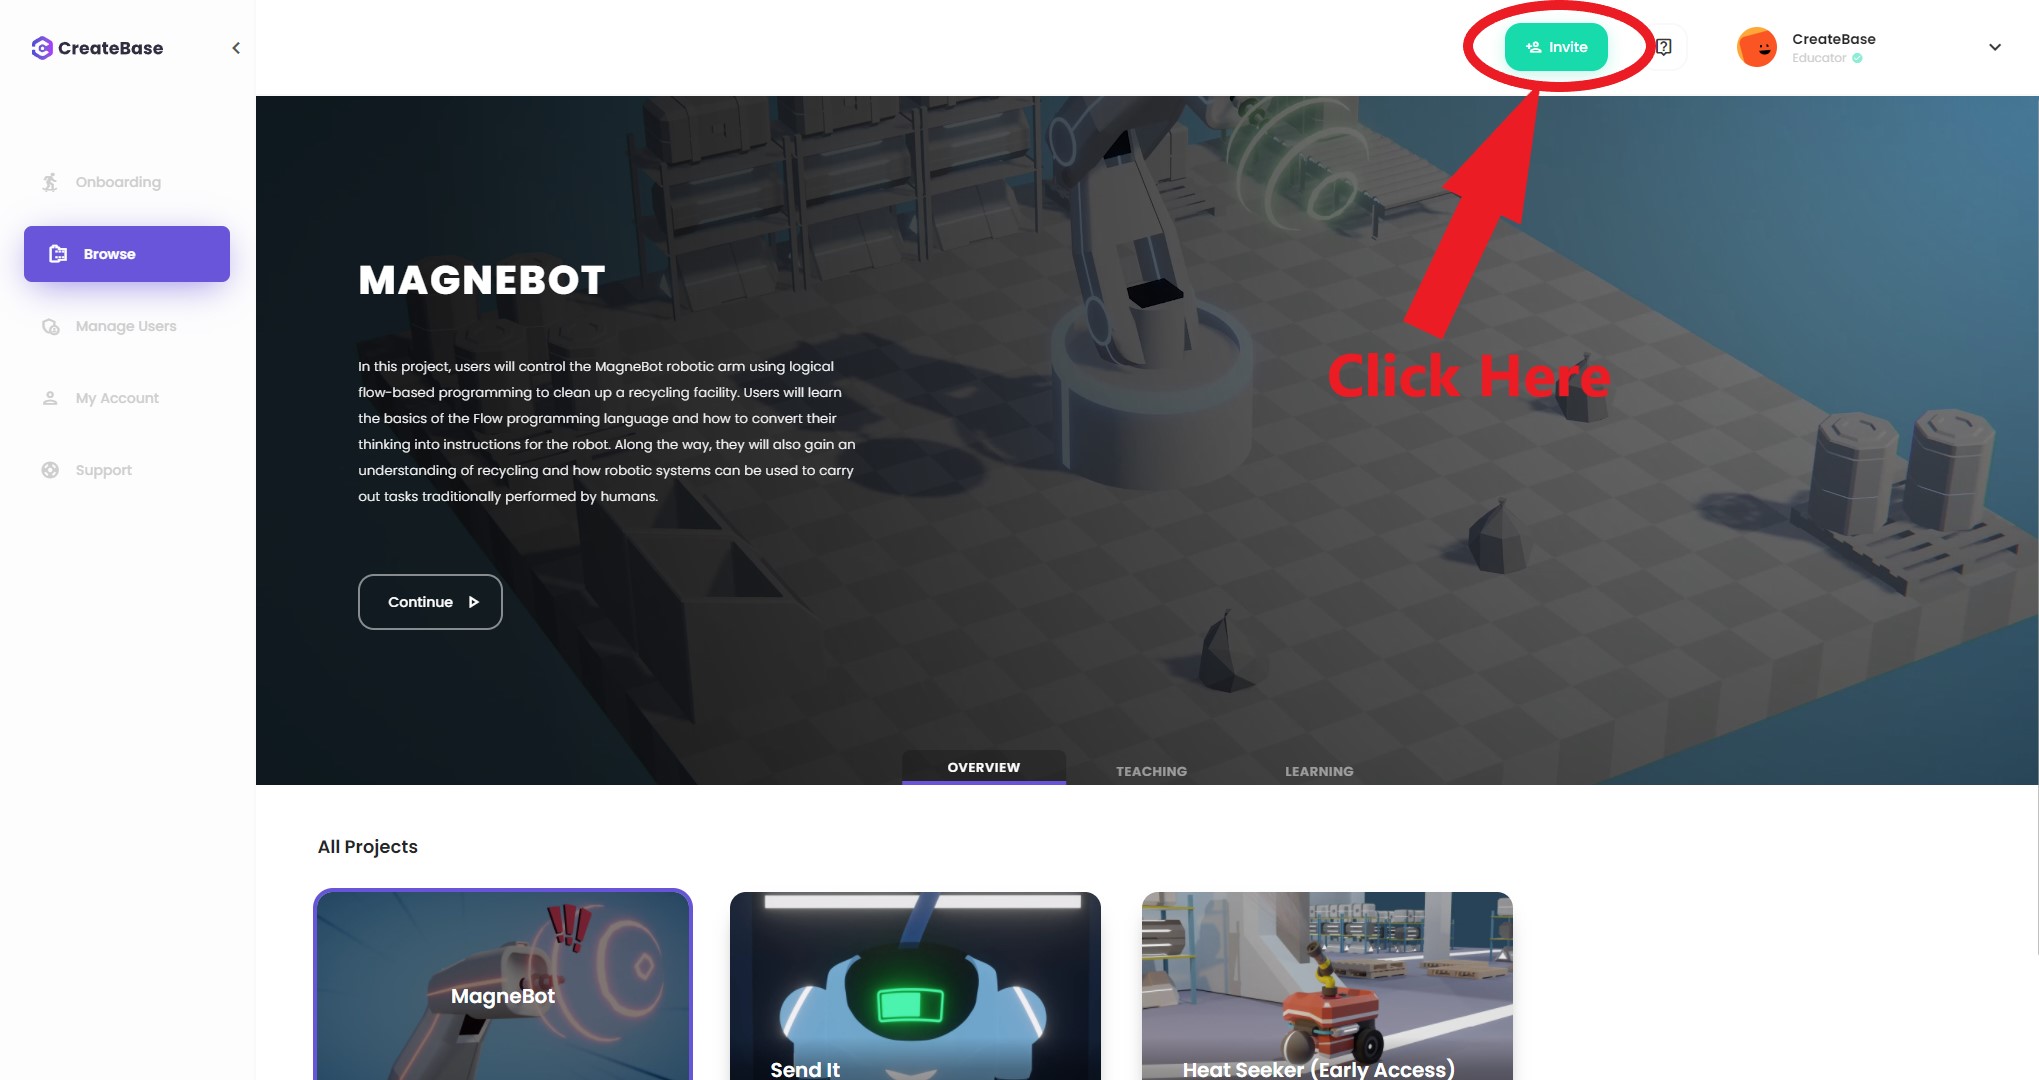 CreateBase
Invite
CreateBase
Educator
Onboarding
Browse
Manage Users
My Account
Support
MAGNEBOT
In this project, users will control the MagneBot robotic arm using logical
flow-based programming to clean up a recycling facility. Users will learn
the basics of the Flow programming language and how to convert their
thinking into instructions for the robot. Along the way, they will also gain an
understanding of recycling and how robotic systems can be used to carry
out tasks traditionally performed by humans.
Continue
Click Here
OVERVIEW
TEACHING
LEARNING
All Projects
MagneBot
Send It
Heat Seeker (Early Access)